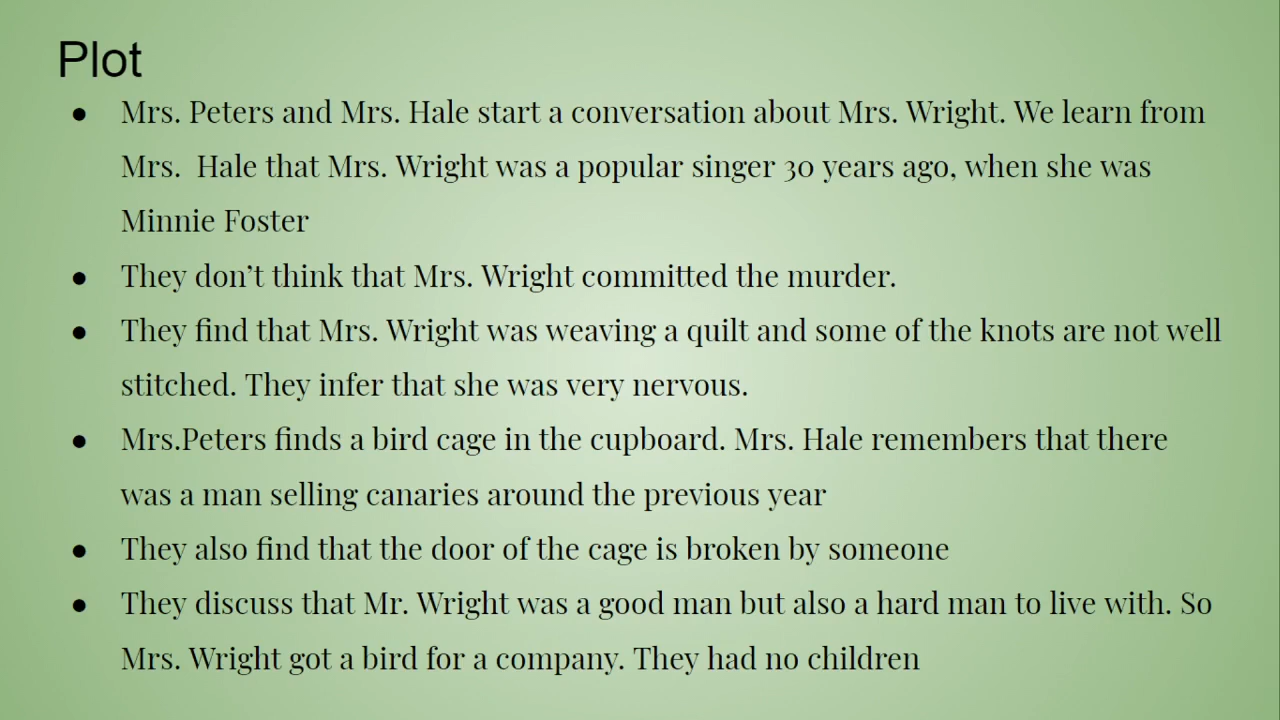 Plot
● Mrs. Peters and Mrs. Hale start a conversation about Mrs. Wright. We learn from
Mrs.  Hale that Mrs. Wright was a popular singer 30 years ago, when she was
Minnie Foster
● They don’t think that Mrs. Wright committed the murder.
● They find that Mrs. Wright was weaving a quilt and some of the knots are not well
stitched. They infer that she was very nervous.
● Mrs.Peters finds a bird cage in the cupboard. Mrs. Hale remembers that there
was a man selling canaries around the previous year
● They also find that the door of the cage is broken by someone
● They discuss that Mr. Wright was a good man but also a hard man to live with. So
Mrs. Wright got a bird for a company. They had no children